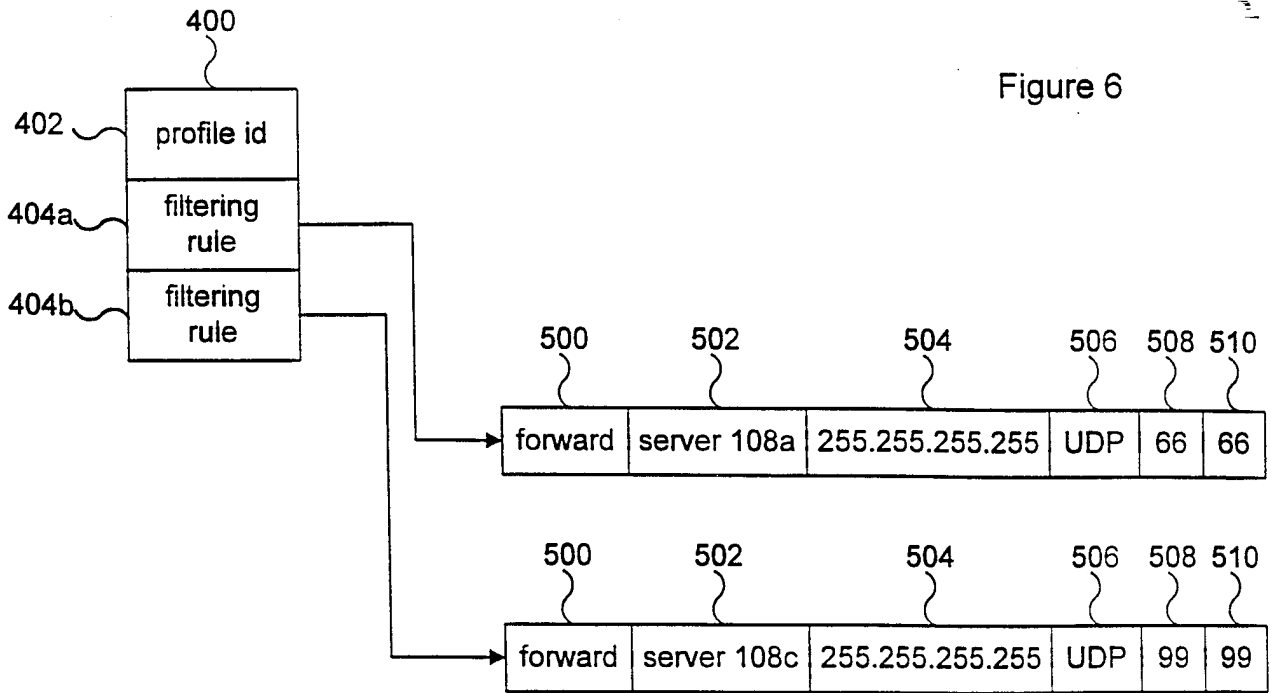 400
Figure 6
402
profile id
404a
filtering
rule
404b
filtering
rule
500 502 504 506 508 510
forward server 108a 255.255.255.255 UDP 66 66
500 502 504 506 508 510
forward server 108c 255.255.255.255 UDP 99 99